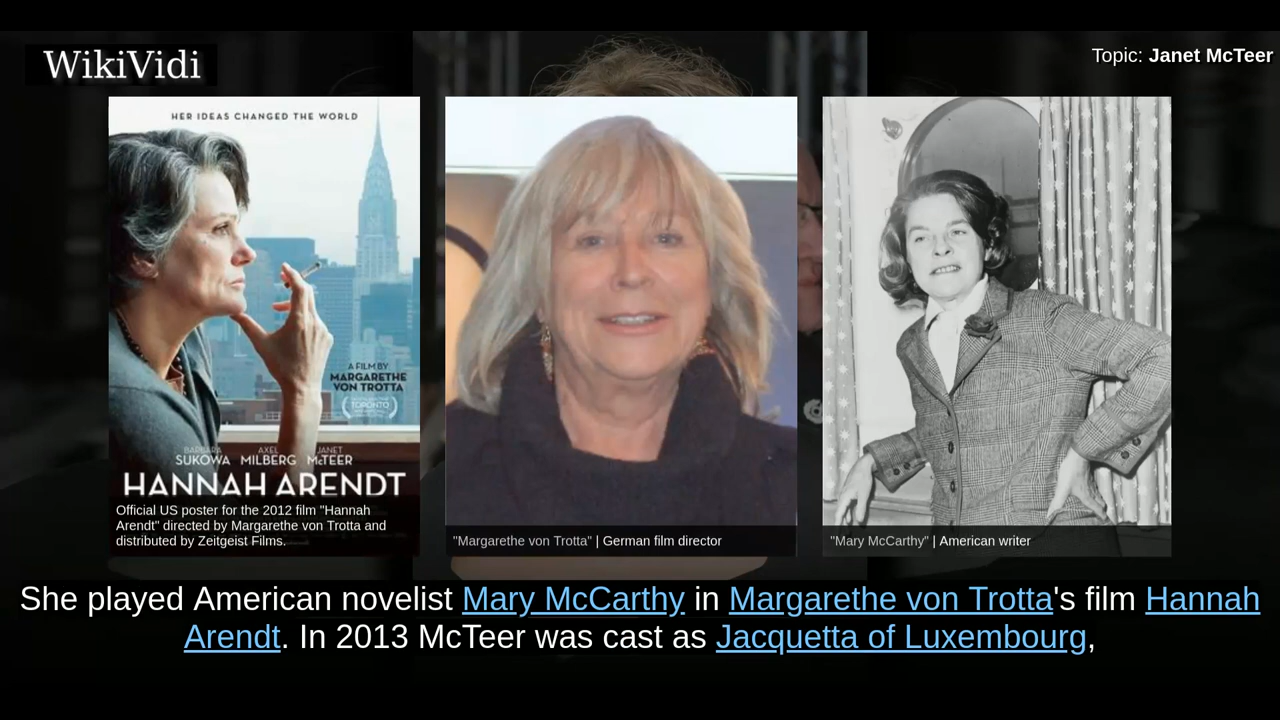 WikiVidi
Topic: Janet McTeer
HER IDEAS CHANGED THE WORLD
A FILM BY
MARGARETHE
VON TROTTA
TORONTO
BARBARA AXEL JANET
SUKOWA MILBERG McTEER
HANNAH ARENDT
Official US poster for the 2012 film "Hannah
Arendt" directed by Margarethe von Trotta and
distributed by Zeitgeist Films.
"Margarethe von Trotta" | German film director
"Mary McCarthy" | American writer
She played American novelist Mary McCarthy in Margarethe von Trotta's film Hannah
Arendt. In 2013 McTeer was cast as Jacquetta of Luxembourg,